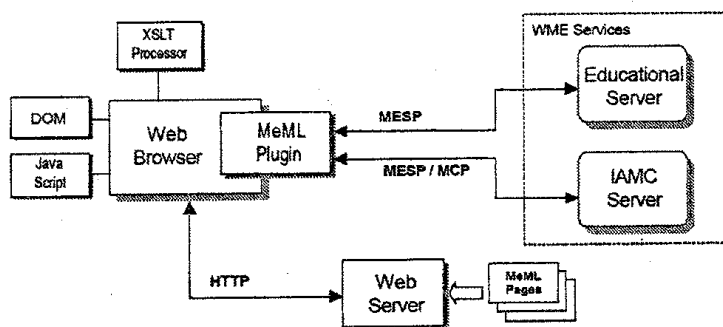 XSLT
Processor
WME Services
Educational
Server
DOM
Web
Browser
MeML
Plugin
MESP
Java
Script
MESP / MCP
IAMC
Server
HTTP
Web
Server
MeML
Pages